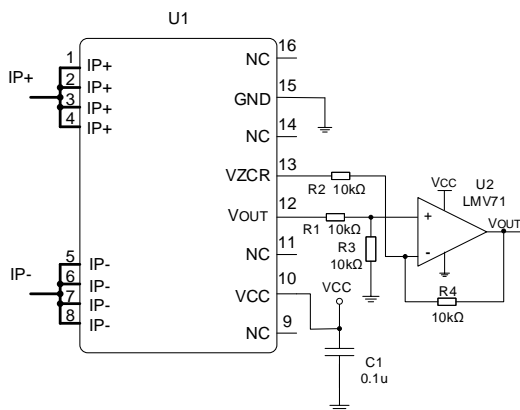 U1
1 IP+
IP+
2 IP+
3 IP+
4 IP+
5 IP-
IP-
6 IP-
7 IP-
8 IP-
NC 16
GND 15
NC 14
VZCR 13
VOUT 12
NC 11
VCC 10
NC 9
R2 10kΩ
R1 10kΩ
R3
10kΩ
VCC
U2
LMV71
+
-
VOUT
R4
10kΩ
VCC
C1
0.1u